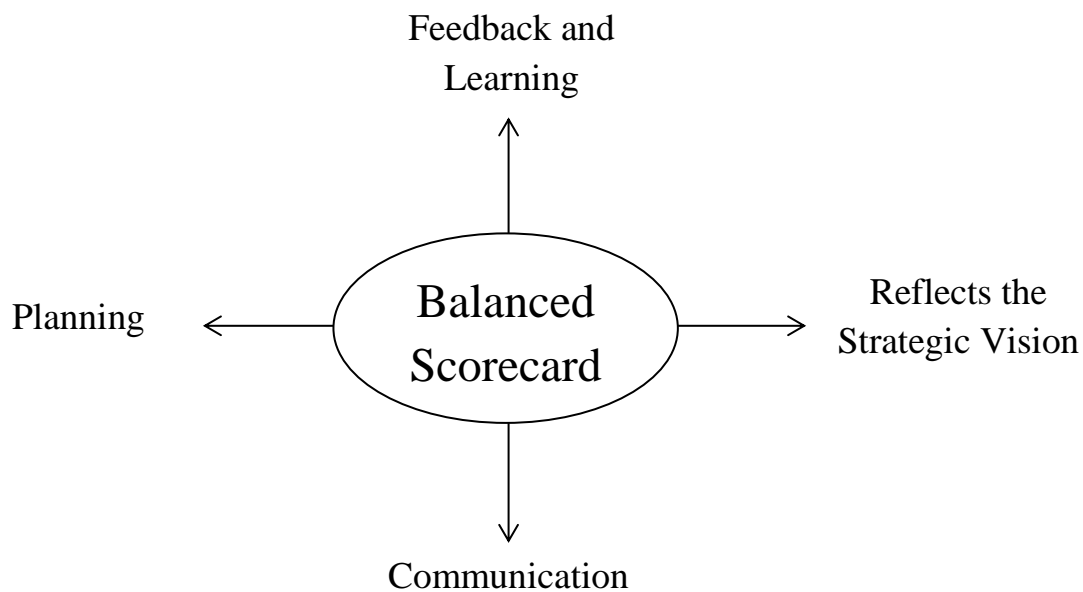 Feedback and
Learning
Planning
Balanced
Scorecard
Reflects the
Strategic Vision
Communication